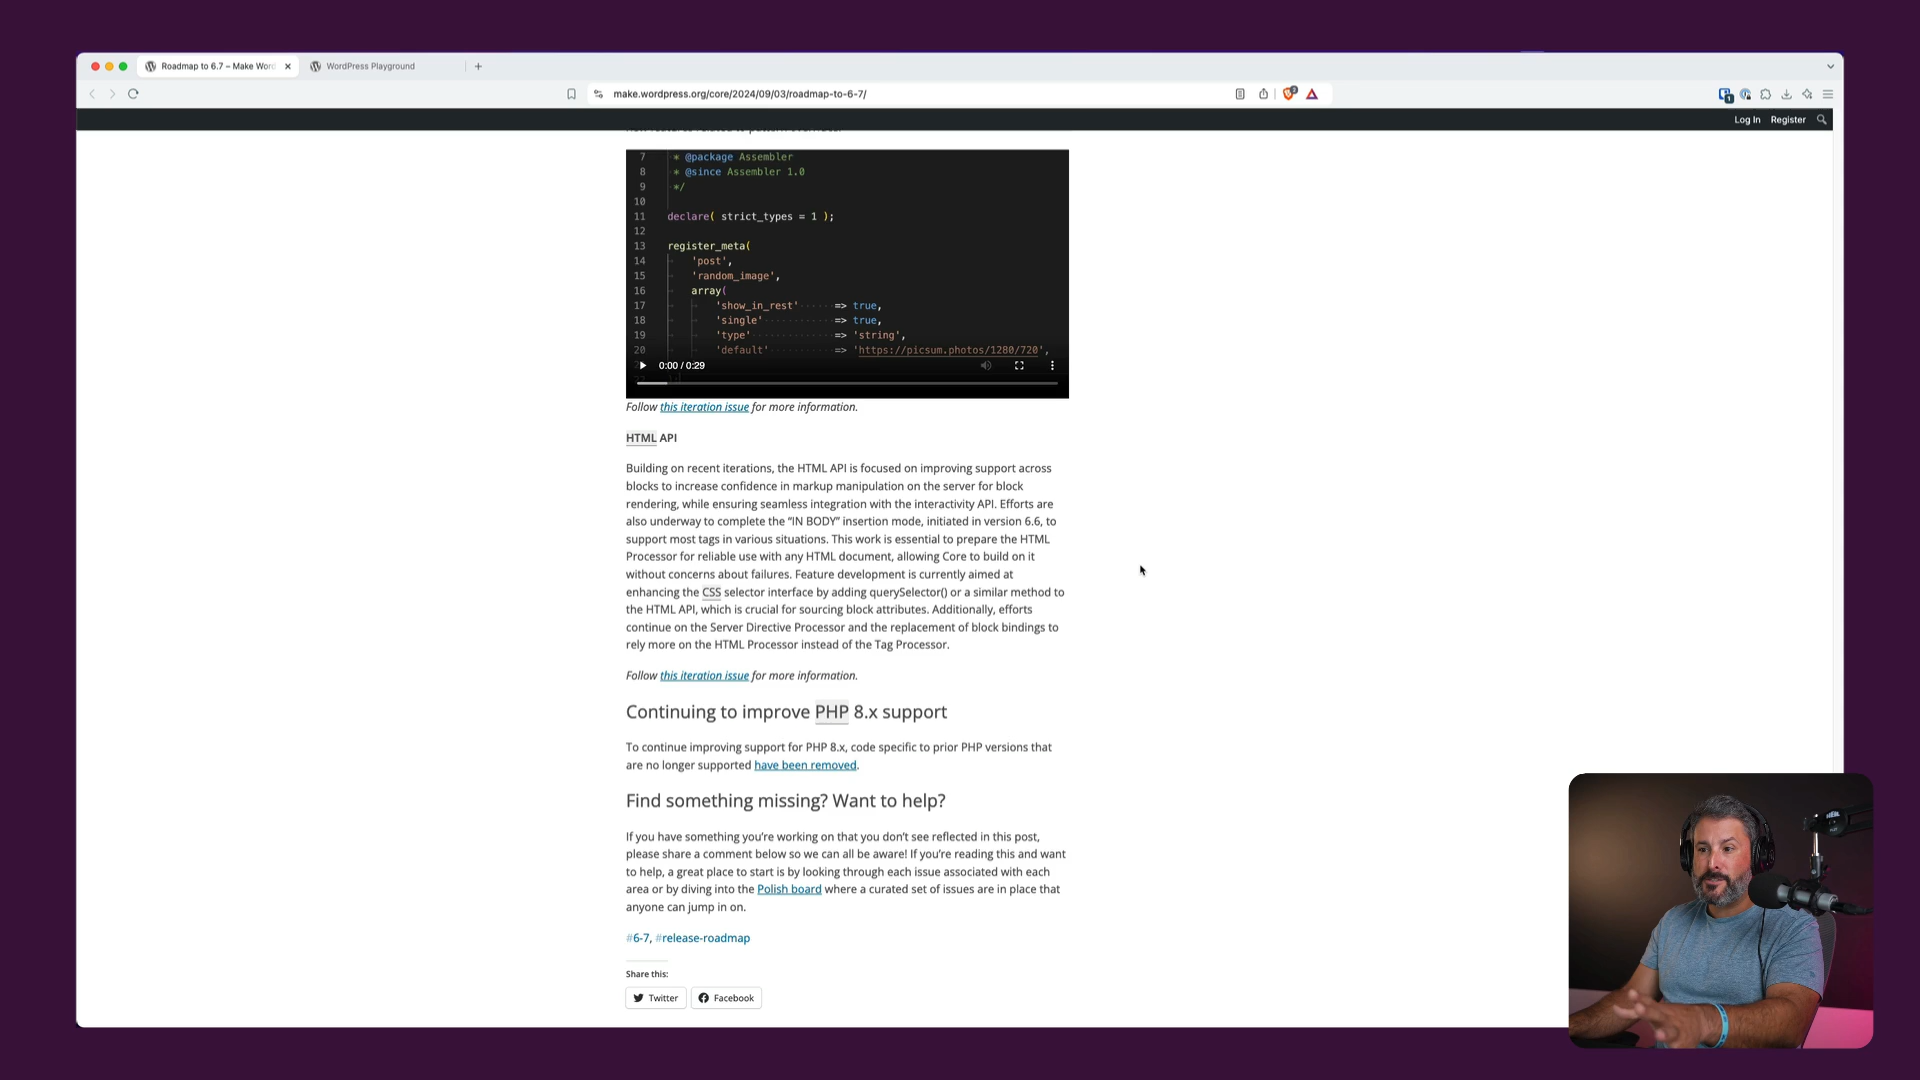 Roadmap to 6.7 – Make Word
WordPress Playground
make.wordpress.org/core/2024/09/03/roadmap-to-6-7/
Log In Register
7 * @package Assembler
8 * @since Assembler 1.0
9 */
10
11 declare( strict_types = 1 );
12
13 register_meta(
14 'post',
15 'random_image',
16 array(
17 'show_in_rest' => true,
18 'single' => true,
19 'type' => 'string',
20 'default' => 'https://picsum.photos/1280/720',
0:00 / 0:29
Follow this iteration issue for more information.
HTML API
Building on recent iterations, the HTML API is focused on improving support across
blocks to increase confidence in markup manipulation on the server for block
rendering, while ensuring seamless integration with the interactivity API. Efforts are
also underway to complete the “IN BODY” insertion mode, initiated in version 6.6, to
support most tags in various situations. This work is essential to prepare the HTML
Processor for reliable use with any HTML document, allowing Core to build on it
without concerns about failures. Feature development is currently aimed at
enhancing the CSS selector interface by adding querySelector() or a similar method to
the HTML API, which is crucial for sourcing block attributes. Additionally, efforts
continue on the Server Directive Processor and the replacement of block bindings to
rely more on the HTML Processor instead of the Tag Processor.
Follow this iteration issue for more information.
Continuing to improve PHP 8.x support
To continue improving support for PHP 8.x, code specific to prior PHP versions that
are no longer supported have been removed.
Find something missing? Want to help?
If you have something you’re working on that you don’t see reflected in this post,
please share a comment below so we can all be aware! If you’re reading this and want
to help, a great place to start is by looking through each issue associated with each
area or by diving into the Polish board where a curated set of issues are in place that
anyone can jump in on.
#6-7, #release-roadmap
Share this:
Twitter Facebook